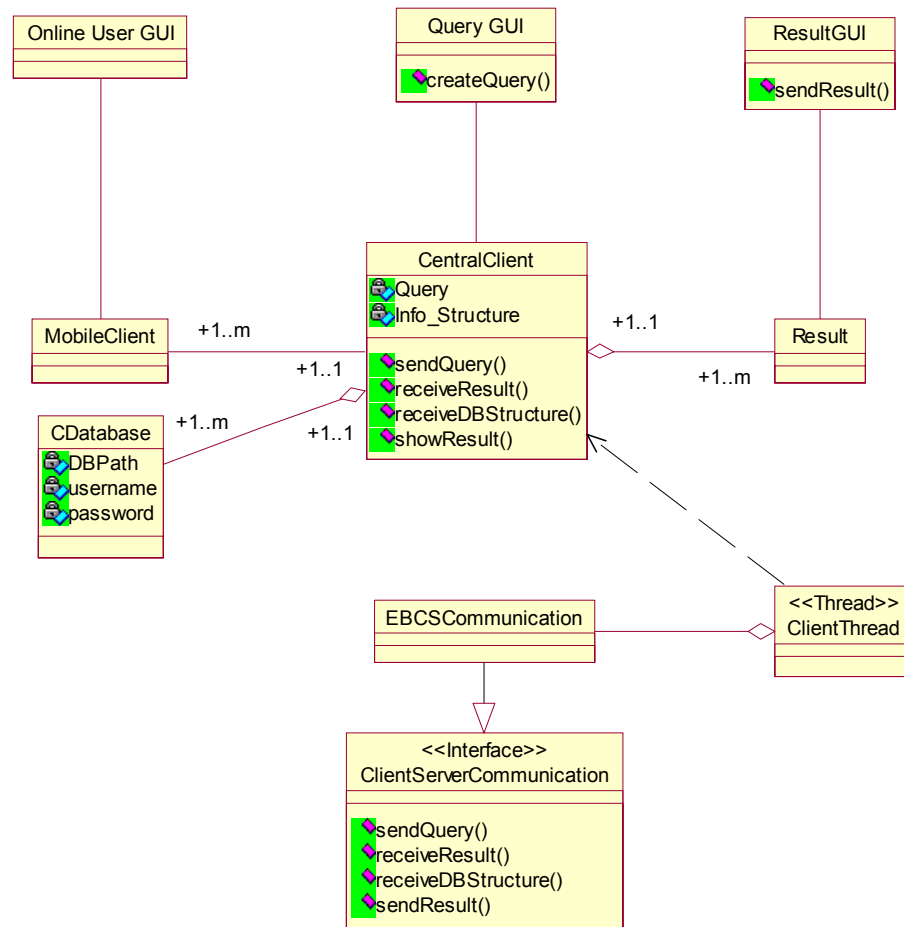 Online User GUI
Query GUI
createQuery()
ResultGUI
sendResult()
CentralClient
Query
Info_Structure
sendQuery()
receiveResult()
receiveDBStructure()
showResult()
MobileClient
+1..m
+1..1
+1..1
+1..m
Result
CDatabase
DBPath
username
password
+1..m
+1..1
<<Thread>>
ClientThread
EBCSCommunication
<<Interface>>
ClientServerCommunication
sendQuery()
receiveResult()
receiveDBStructure()
sendResult()